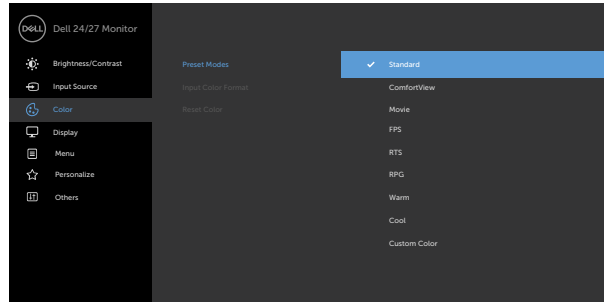 DELL Dell 24/27 Monitor
Brightness/Contrast
Input Source
Color
Display
Menu
Personalize
Others
Preset Modes
Input Color Format
Reset Color
Standard
ComfortView
Movie
FPS
RTS
RPG
Warm
Cool
Custom Color